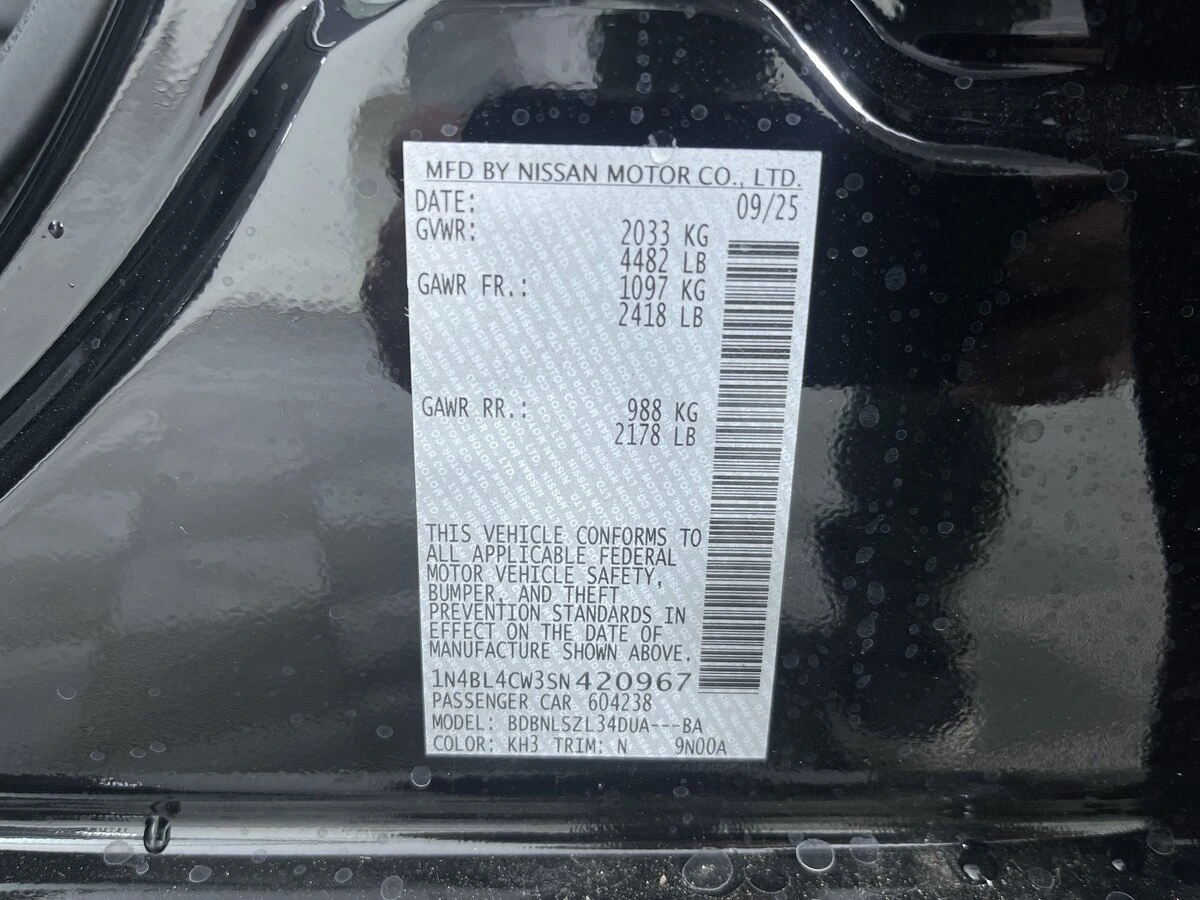 MFD BY NISSAN MOTOR CO., LTD.
DATE: 09/25
GVWR: 2033 KG
4482 LB
GAWR FR.: 1097 KG
2418 LB
GAWR RR.: 988 KG
2178 LB
THIS VEHICLE CONFORMS TO
ALL APPLICABLE FEDERAL
MOTOR VEHICLE SAFETY,
BUMPER, AND THEFT
PREVENTION STANDARDS IN
EFFECT ON THE DATE OF
MANUFACTURE SHOWN ABOVE.
1N4BL4CW3SN420967
PASSENGER CAR 604238
MODEL: BDBNLSZL34DUA---BA
COLOR: KH3 TRIM: N 9N00A